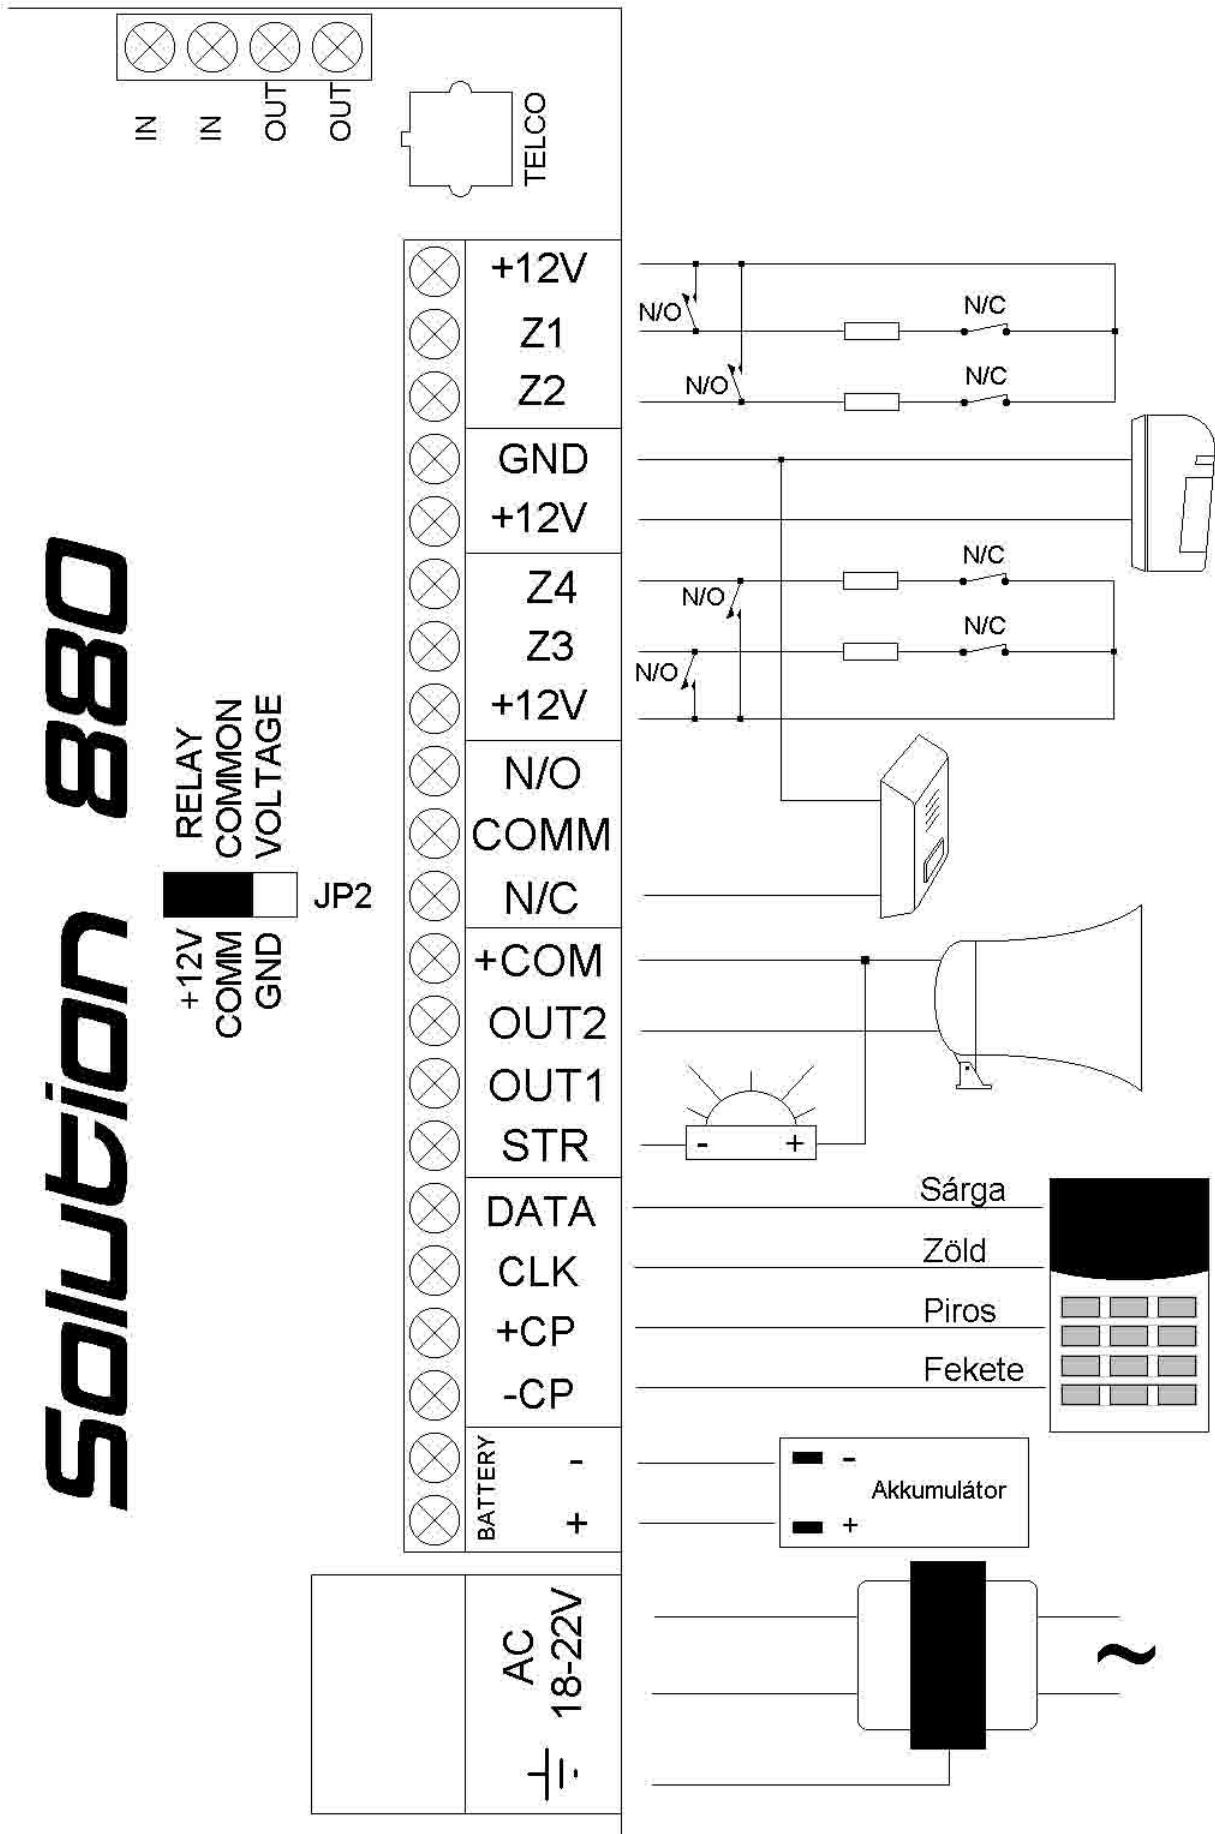 IN
IN
OUT
OUT
TELCO
+12V
Z1
Z2
GND
+12V
Z4
Z3
+12V
N/O
COMM
N/C
+COM
OUT2
OUT1
STR
DATA
CLK
+CP
-CP
BATTERY
-
+
AC
18-22V
Solution 880
RELAY
COMMON
VOLTAGE
JP2
+12V
COMM
GND
N/O
N/C
N/O
N/C
N/C
N/O
N/C
N/O
- +
Sárga
Zöld
Piros
Fekete
-
Akkumulátor
+
~